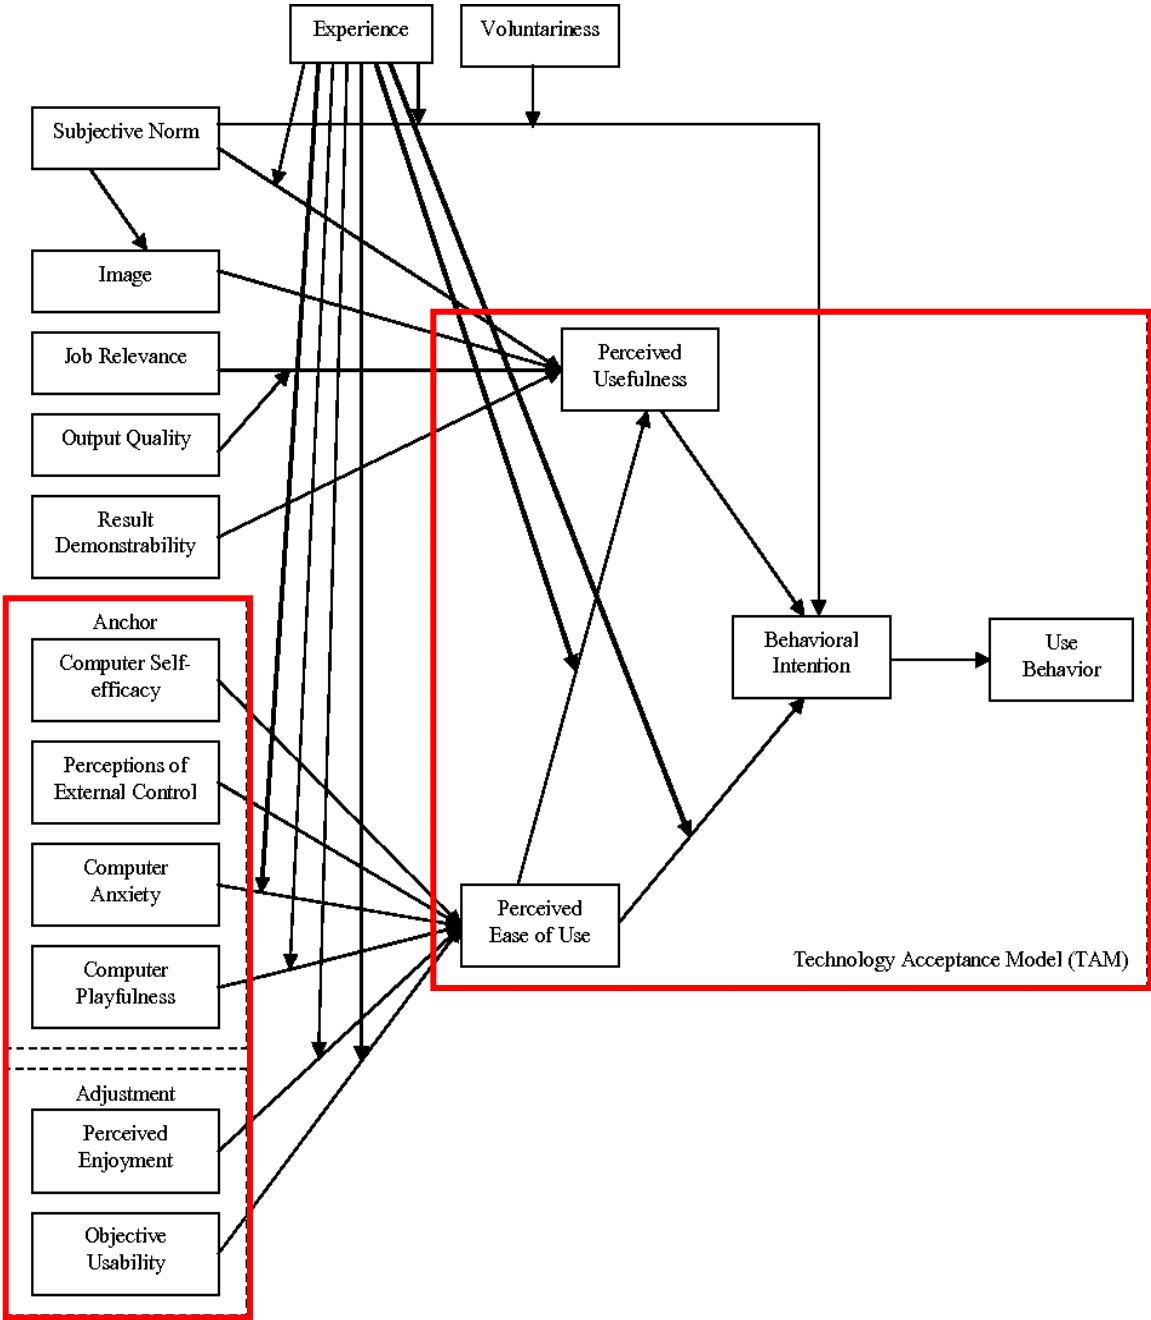 Experience
Voluntariness
Subjective Norm
Image
Job Relevance
Output Quality
Result
Demonstrability
Perceived
Usefulness
Anchor
Computer Self-
efficacy
Perceptions of
External Control
Computer
Anxiety
Computer
Playfulness
Adjustment
Perceived
Enjoyment
Objective
Usability
Perceived
Ease of Use
Behavioral
Intention
Use
Behavior
Technology Acceptance Model (TAM)